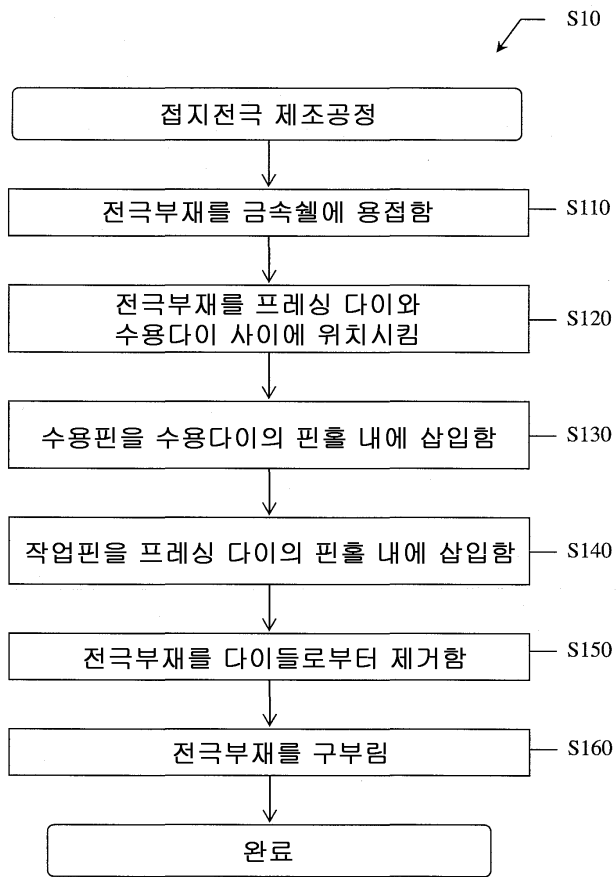 S10
접지전극 제조공정
전극부재를 금속쉘에 용접함
S110
전극부재를 프레싱 다이와
수용다이 사이에 위치시킴
S120
수용핀을 수용다이의 핀홀 내에 삽입함
S130
작업핀을 프레싱 다이의 핀홀 내에 삽입함
S140
전극부재를 다이들로부터 제거함
S150
전극부재를 구부림
S160
완료